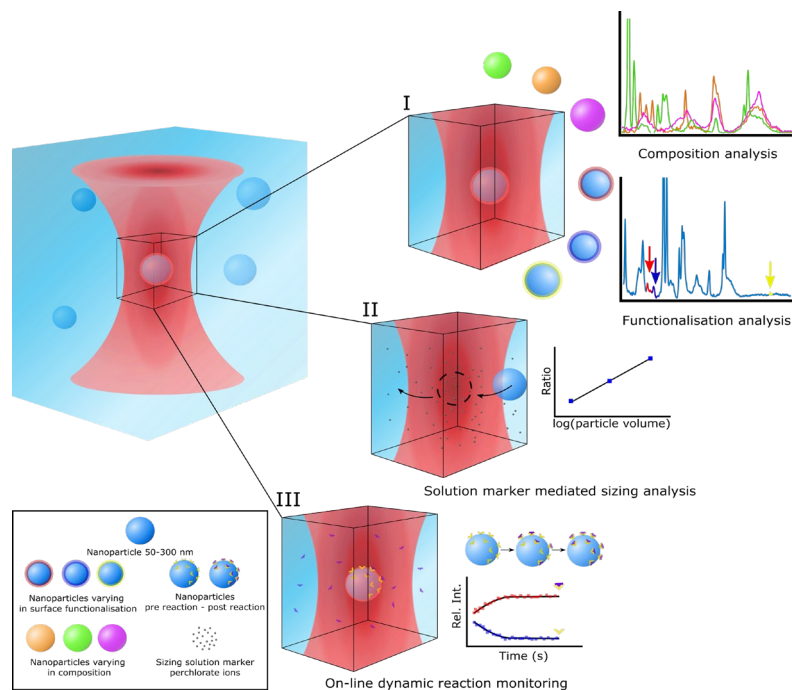 I
Composition analysis
Functionalisation analysis
II
Ratio
log(particle volume)
Solution marker mediated sizing analysis
III
Nanoparticle 50-300 nm
Nanoparticles varying
in surface functionalisation
Nanoparticles
pre reaction - post reaction
Nanoparticles varying
in composition
Sizing solution marker
perchlorate ions
Rel. Int.
Time (s)
On-line dynamic reaction monitoring